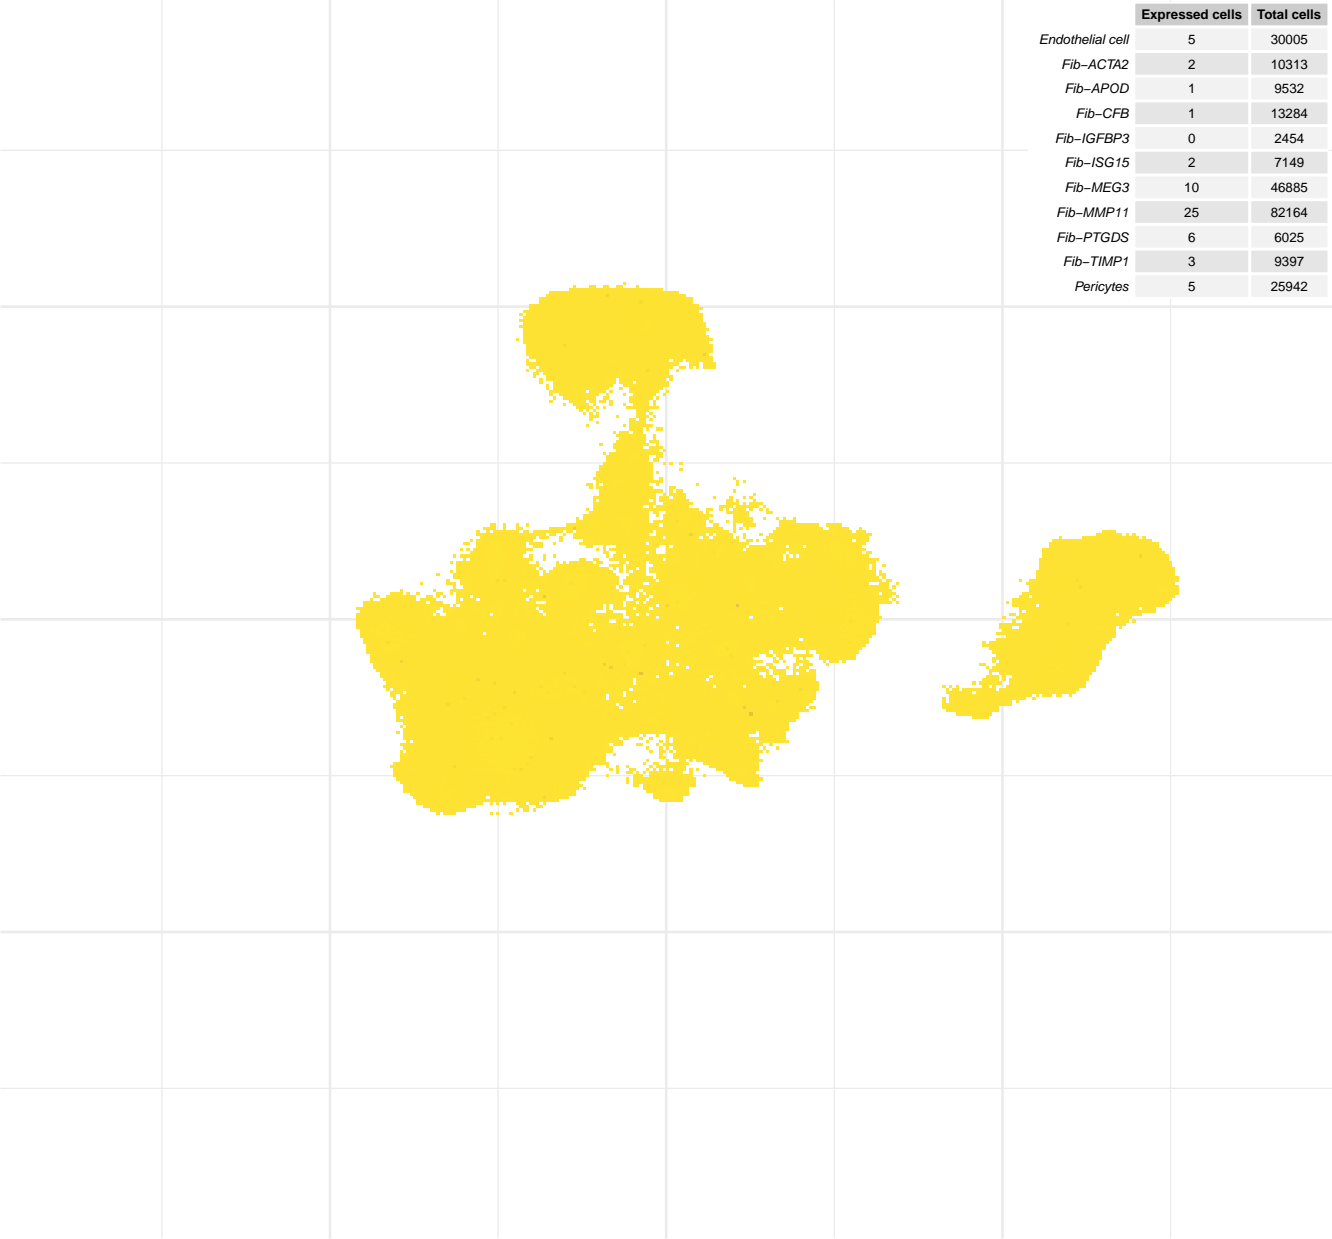 Expressed cells Total cells
Endothelial cell 5 30005
Fib−ACTA2 2 10313
Fib−APOD 1 9532
Fib−CFB 1 13284
Fib−IGFBP3 0 2454
Fib−ISG15 2 7149
Fib−MEG3 10 46885
Fib−MMP11 25 82164
Fib−PTGDS 6 6025
Fib−TIMP1 3 9397
Pericytes 5 25942